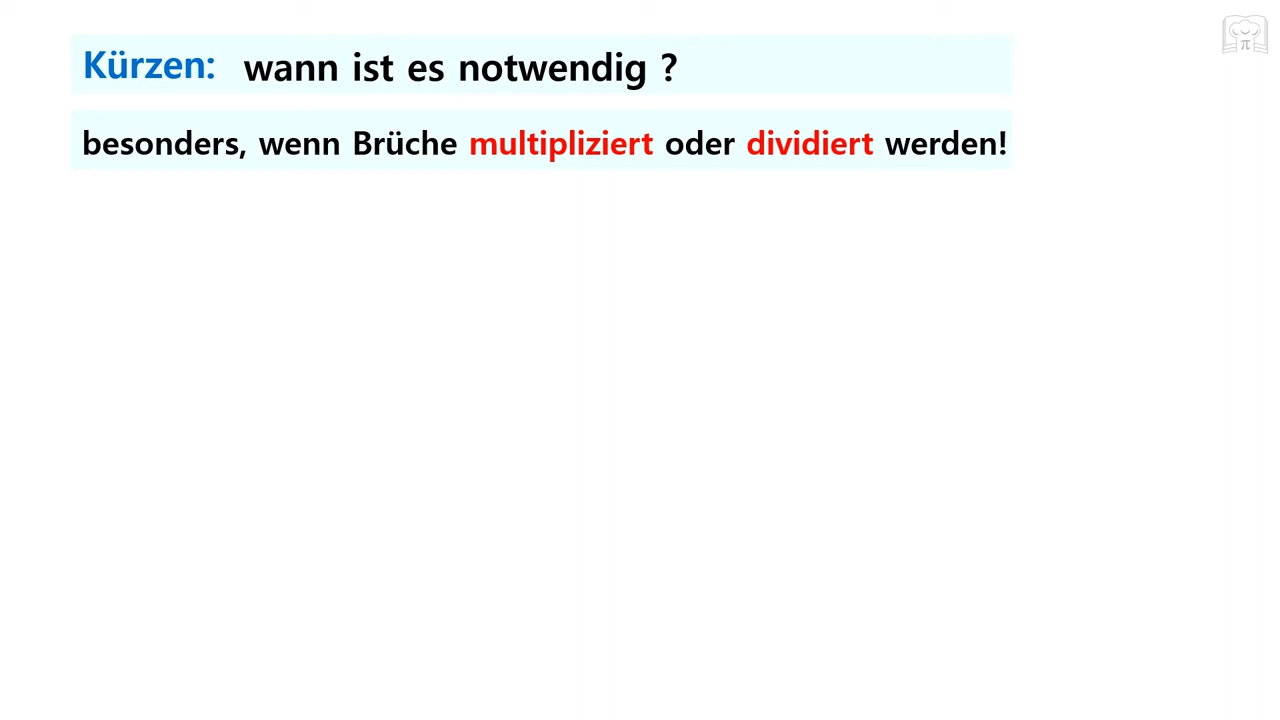 Kürzen: wann ist es notwendig ?
besonders, wenn Brüche multipliziert oder dividiert werden!
π